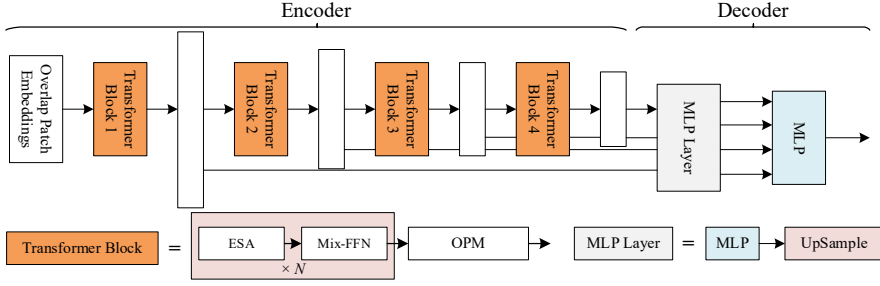 Encoder
Decoder
Overlap Patch
Embeddings
Transformer
Block 1
Transformer
Block 2
Transformer
Block 3
Transformer
Block 4
MLP Layer
MLP
Transformer Block
=
ESA
Mix-FFN
× N
OPM
MLP Layer
=
MLP
UpSample